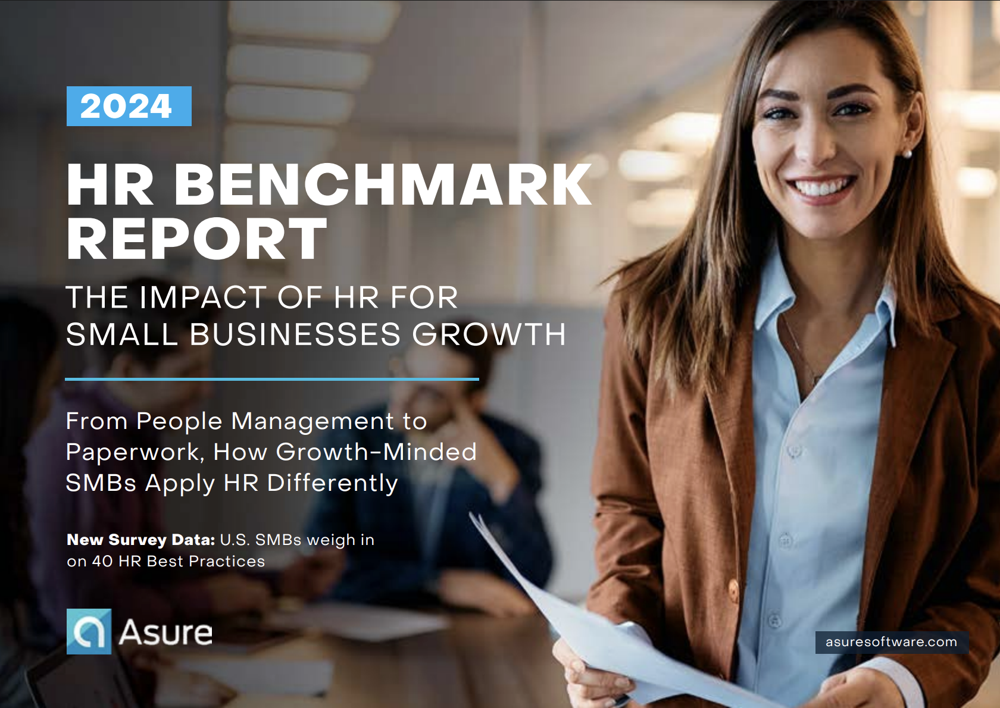 2024
HR BENCHMARK
REPORT
THE IMPACT OF HR FOR
SMALL BUSINESSES GROWTH
From People Management to
Paperwork, How Growth-Minded
SMBs Apply HR Differently
New Survey Data: U.S. SMBs weigh in
on 40 HR Best Practices
Asure
asuresoftware.com